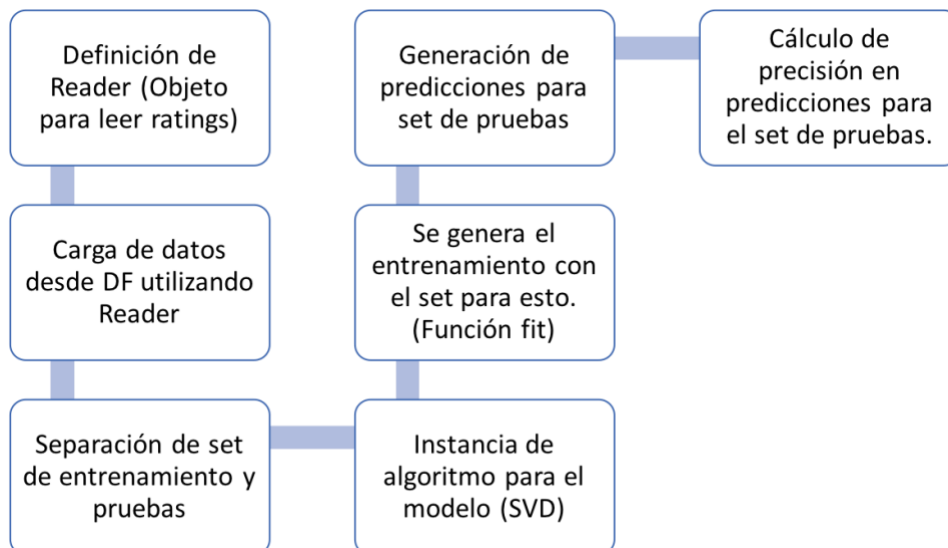 Definición de
Reader (Objeto
para leer ratings)
Carga de datos
desde DF utilizando
Reader
Separación de set
de entrenamiento y
pruebas
Instancia de
algoritmo para el
modelo (SVD)
Se genera el
entrenamiento con
el set para esto.
(Función fit)
Generación de
predicciones para
set de pruebas
Cálculo de
precisión en
predicciones para
el set de pruebas.